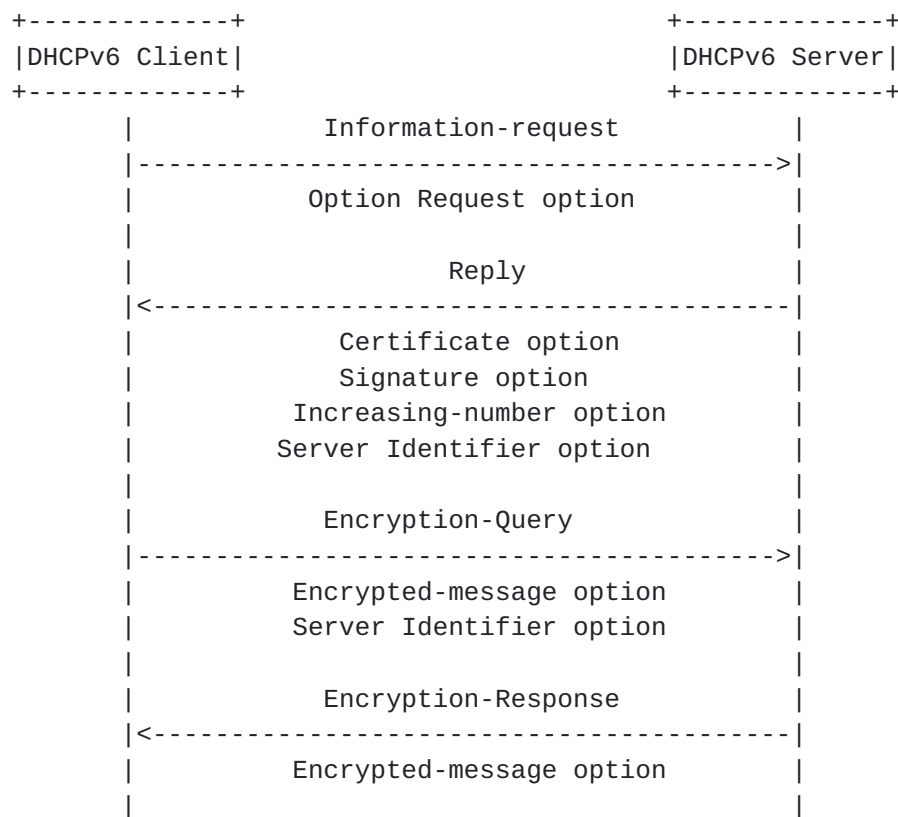 +-------------+ +-------------+
|DHCPv6 Client| |DHCPv6 Server|
+-------------+ +-------------+
| Information-request |
|----------------------------------------->|
| Option Request option |
| |
| Reply |
|<-----------------------------------------|
| Certificate option |
| Signature option |
| Increasing-number option |
| Server Identifier option |
| |
| Encryption-Query |
|----------------------------------------->|
| Encrypted-message option |
| Server Identifier option |
| |
| Encryption-Response |
|<-----------------------------------------|
| Encrypted-message option |
| |